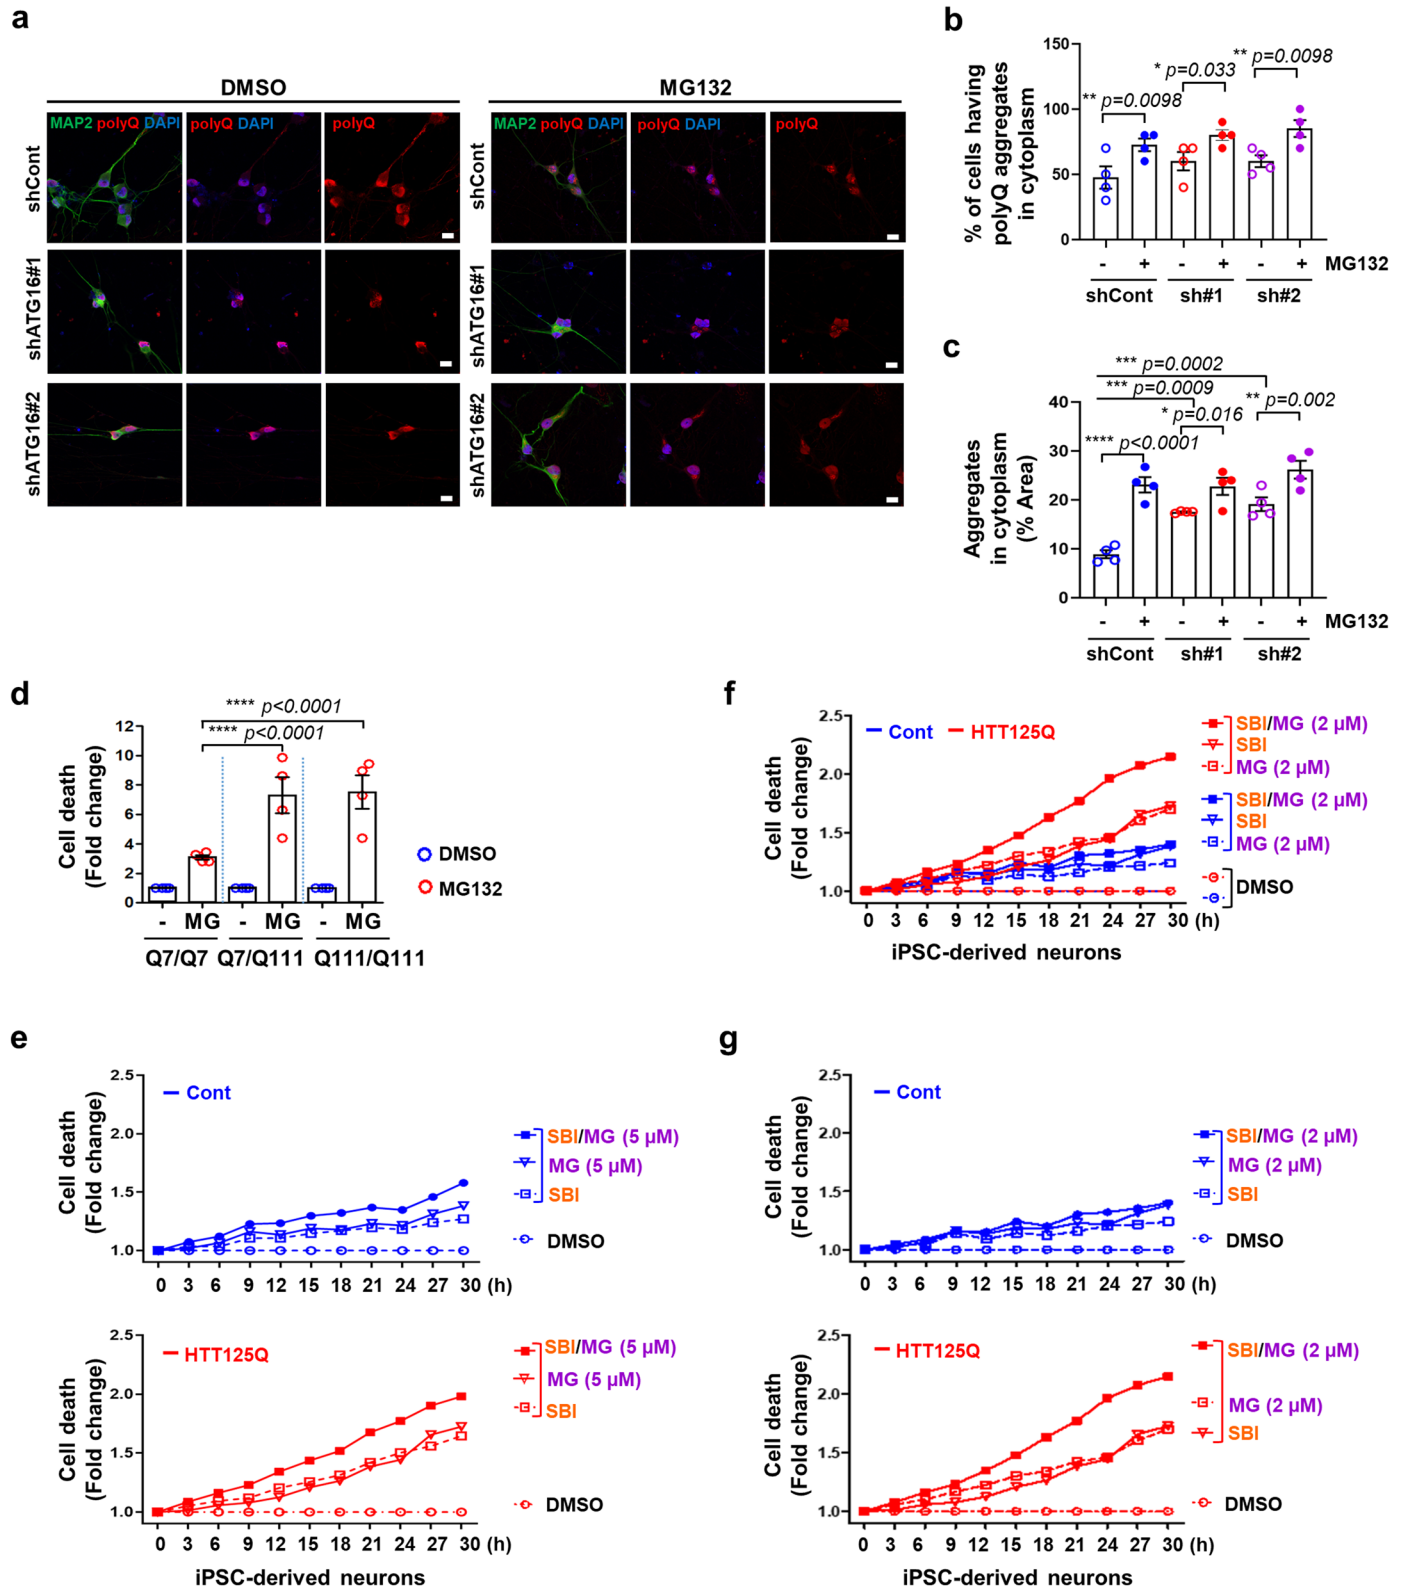 a
DMSO
MG132
MAP2 polyQ DAPI
polyQ DAPI
polyQ
MAP2 polyQ DAPI
polyQ DAPI
polyQ
shCont
shATG16#1
shATG16#2
shCont
shATG16#1
shATG16#2
b
% of cells having
polyQ aggregates
in cytoplasm
150
100
50
0
** p=0.0098
* p=0.033
** p=0.0098
- + - + - + MG132
shCont sh#1 sh#2
c
Aggregates
in cytoplasm
(% Area)
40
30
20
10
0
*** p=0.0002
*** p=0.0009
* p=0.016
** p=0.002
**** p<0.0001
- + - + - + MG132
shCont sh#1 sh#2
d
Cell death
(Fold change)
12
10
8
6
4
2
0
**** p<0.0001
**** p<0.0001
DMSO
MG132
- MG - MG - MG
Q7/Q7 Q7/Q111 Q111/Q111
f
Cell death
(Fold change)
2.5
2.0
1.5
1.0
Cont HTT125Q
SBI/MG (2 µM)
SBI
MG (2 µM)
SBI/MG (2 µM)
SBI
MG (2 µM)
DMSO
0 3 6 9 12 15 18 21 24 27 30 (h)
iPSC-derived neurons
e
Cell death
(Fold change)
2.5
2.0
1.5
1.0
Cont
SBI/MG (5 µM)
MG (5 µM)
SBI
DMSO
0 3 6 9 12 15 18 21 24 27 30 (h)
Cell death
(Fold change)
2.5
2.0
1.5
1.0
HTT125Q
SBI/MG (5 µM)
MG (5 µM)
SBI
DMSO
0 3 6 9 12 15 18 21 24 27 30 (h)
iPSC-derived neurons
g
Cell death
(Fold change)
2.5
2.0
1.5
1.0
Cont
SBI/MG (2 µM)
MG (2 µM)
SBI
DMSO
0 3 6 9 12 15 18 21 24 27 30 (h)
Cell death
(Fold change)
2.5
2.0
1.5
1.0
HTT125Q
SBI/MG (2 µM)
MG (2 µM)
SBI
DMSO
0 3 6 9 12 15 18 21 24 27 30 (h)
iPSC-derived neurons